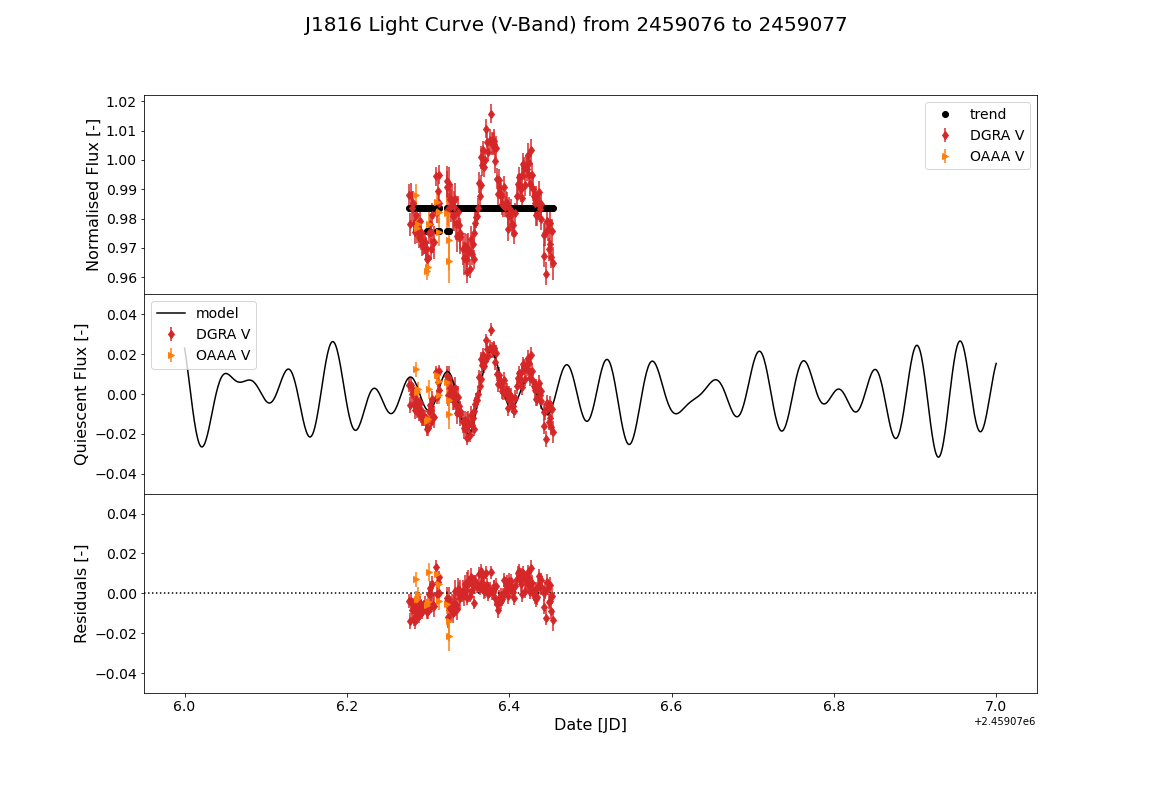 J1816 Light Curve (V-Band) from 2459076 to 2459077
1.02
1.01
1.00
0.99
0.98
0.97
0.96
Normalised Flux [-]
trend
DGRA V
OAAA V
0.04
0.02
0.00
−0.02
−0.04
Quiescent Flux [-]
model
DGRA V
OAAA V
0.04
0.02
0.00
−0.02
−0.04
Residuals [-]
6.0 6.2 6.4 6.6 6.8 7.0
+2.45907e6
Date [JD]